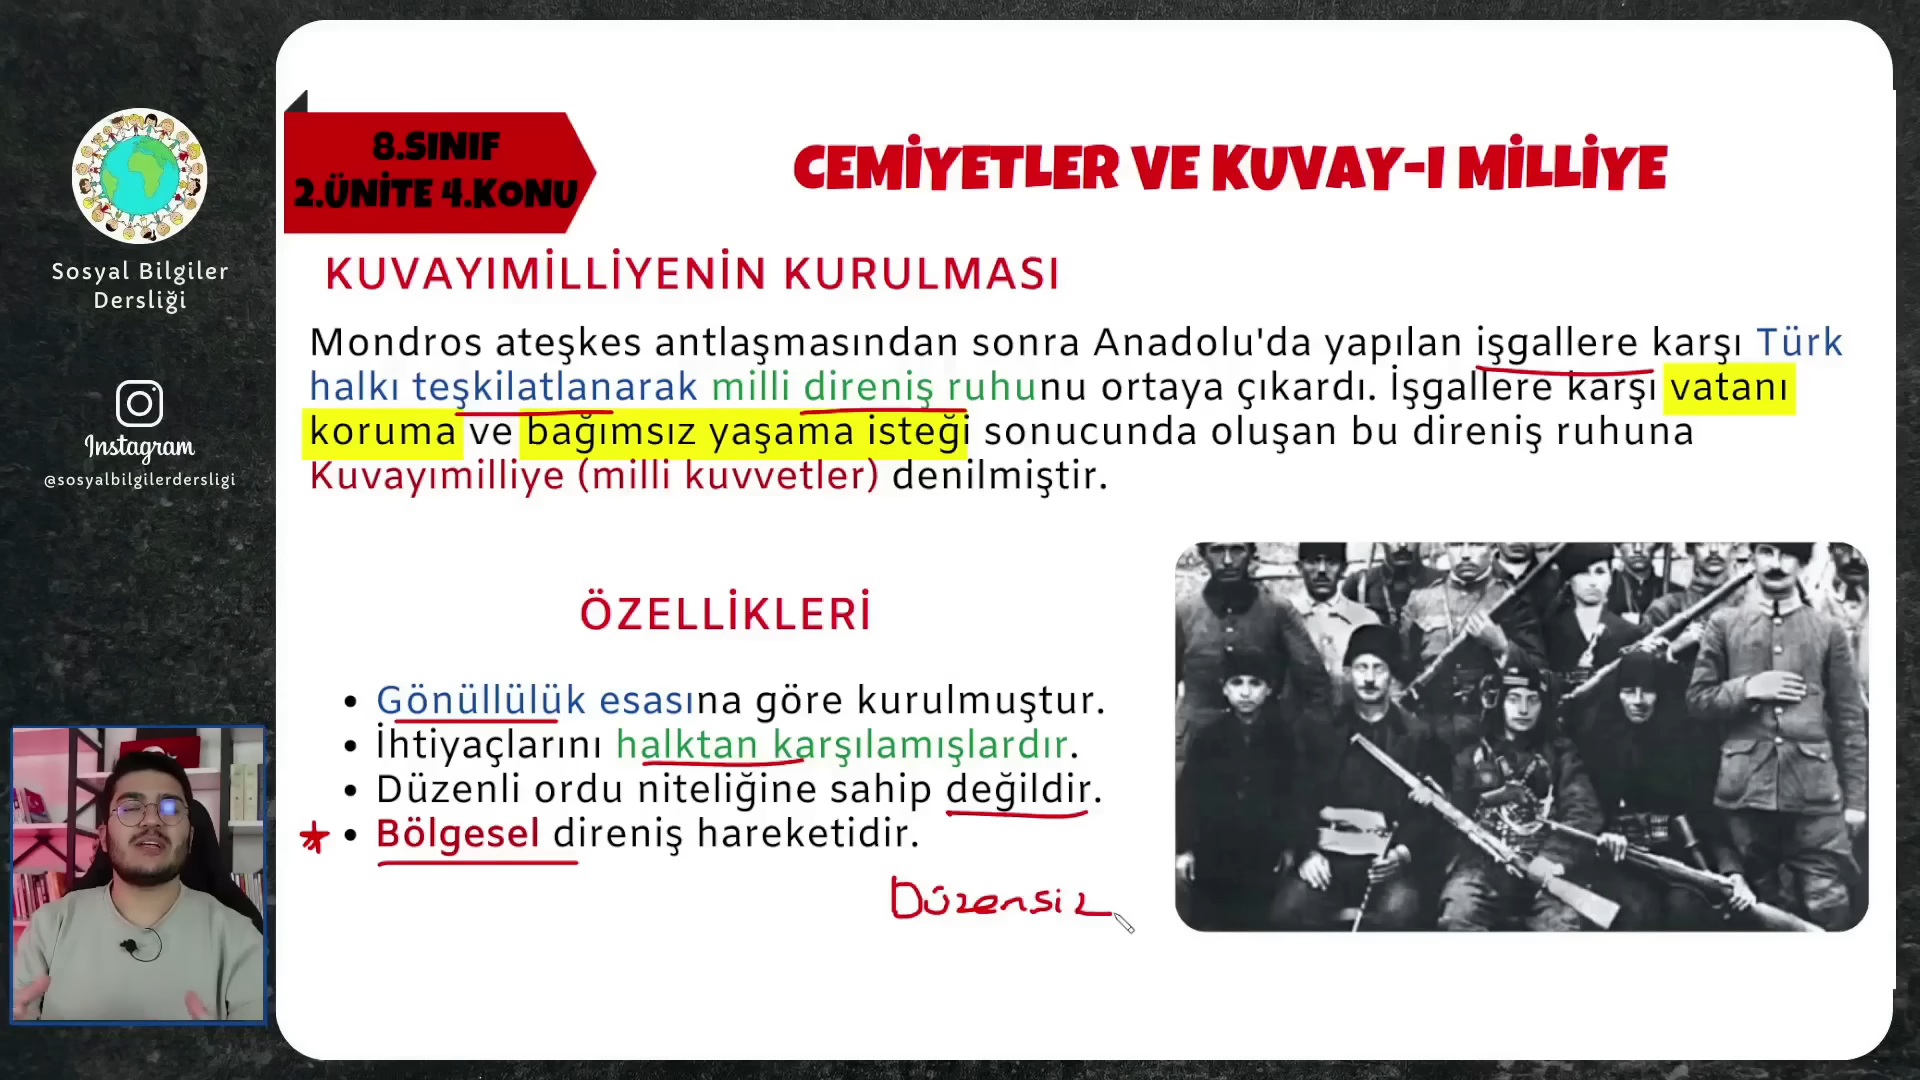 8.SINIF
2.ÜNİTE 4.KONU
CEMİYETLER VE KUVAY-I MİLLİYE
Sosyal Bilgiler
Dersliği
Instagram
@sosyalbilgilerdersligi
KUVAYIMİLLİYENİN KURULMASI
Mondros ateşkes antlaşmasından sonra Anadolu'da yapılan işgallere karşı Türk
halkı teşkilatlanarak milli direniş ruhunu ortaya çıkardı. İşgallere karşı vatanı
koruma ve bağımsız yaşama isteği sonucunda oluşan bu direniş ruhuna
Kuvayımilliye (milli kuvvetler) denilmiştir.
ÖZELLİKLERİ
• Gönüllülük esasına göre kurulmuştur.
• İhtiyaçlarını halktan karşılamışlardır.
• Düzenli ordu niteliğine sahip değildir.
• Bölgesel direniş hareketidir.
Düzensiz